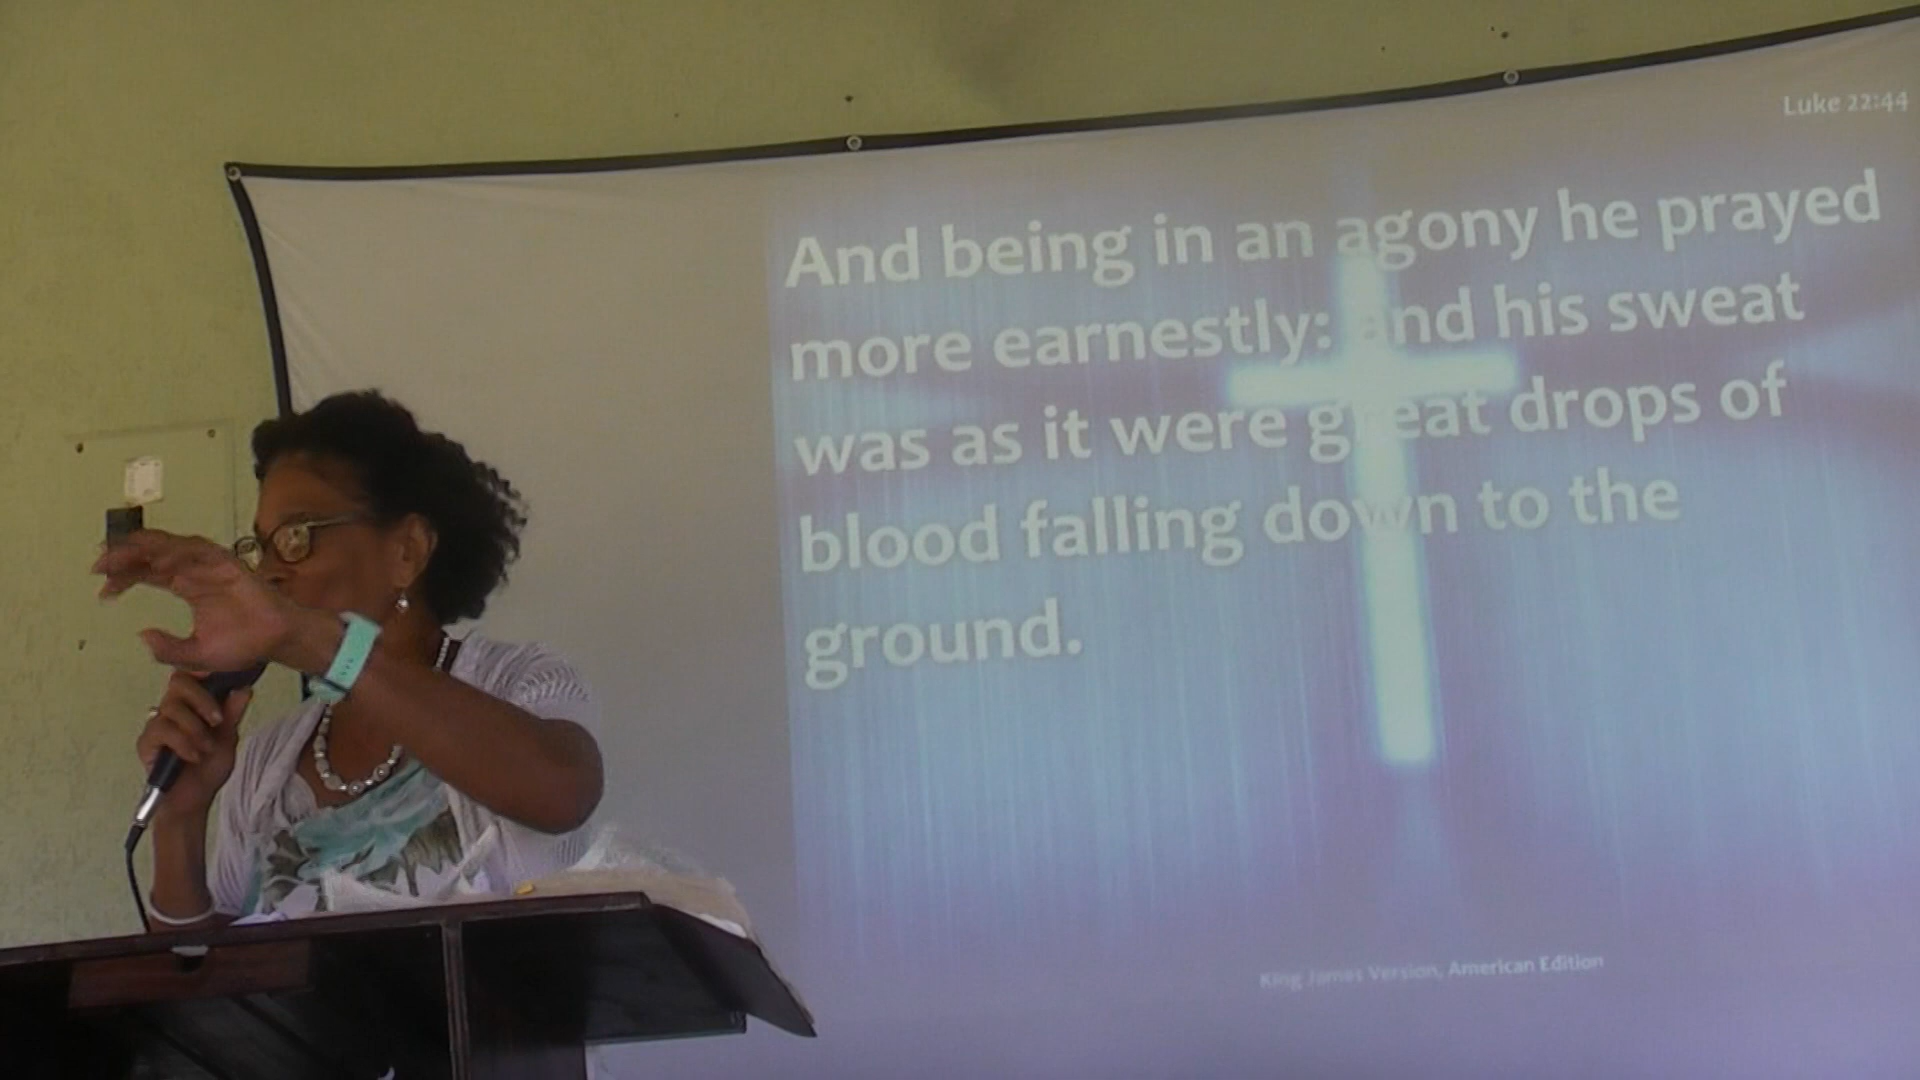 Luke 22:44
And being in an agony he prayed
more earnestly: and his sweat
was as it were great drops of
blood falling down to the
ground.
King James Version, American Edition